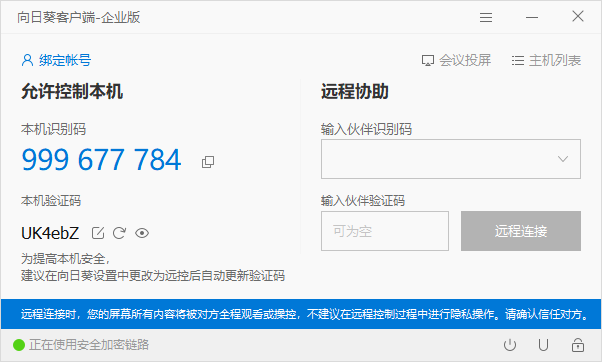 向日葵客户端-企业版
绑定帐号
会议投屏
主机列表
允许控制本机
远程协助
本机识别码
999 677 784
输入伙伴识别码
本机验证码
UK4ebZ
输入伙伴验证码
可为空
远程连接
为提高本机安全,
建议在向日葵设置中更改为远控后自动更新验证码
远程连接时，您的屏幕所有内容将被对方全程观看或操控，不建议在远程控制过程中进行隐私操作。请确认信任对方。
正在使用安全加密链路